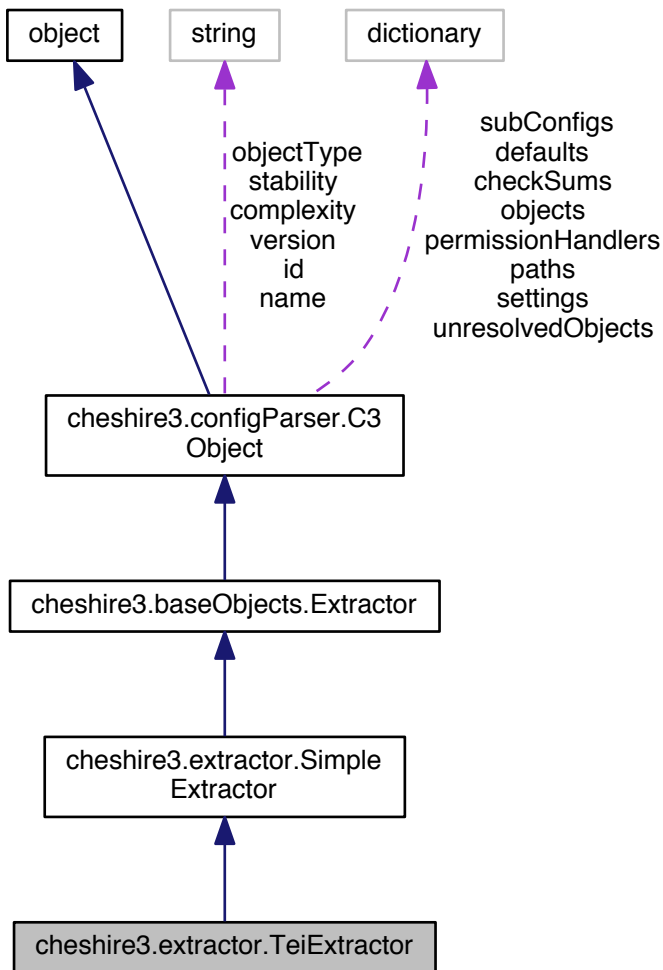 object
string
dictionary
objectType
stability
complexity
version
id
name
subConfigs
defaults
checkSums
objects
permissionHandlers
paths
settings
unresolvedObjects
cheshire3.configParser.C3
Object
cheshire3.baseObjects.Extractor
cheshire3.extractor.Simple
Extractor
cheshire3.extractor.TeiExtractor